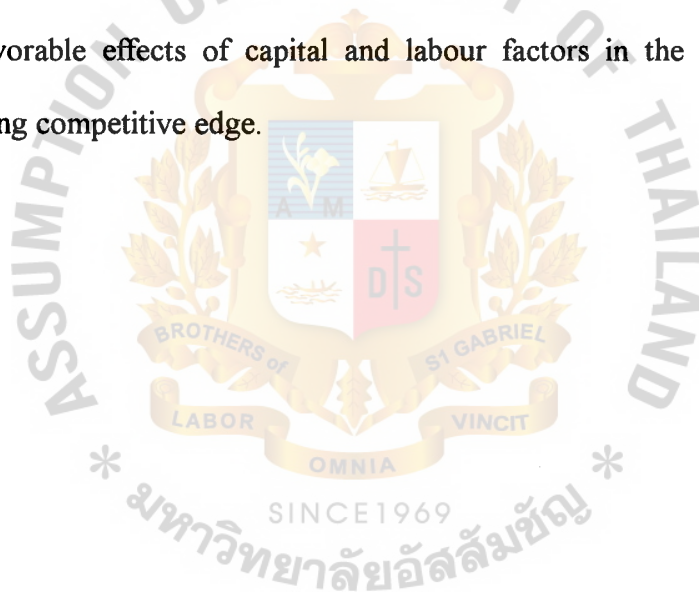 vorable effects of capital and labour factors in the
ng competitive edge.
ASSUMPTION UNIVERSITY OF THAILAND
A M
D S
BROTHERS of
S1 GABRIEL
LABOR
VINCIT
OMNIA
SINCE1969
* มหาวิทยาลัยอัสสัมชัญ *